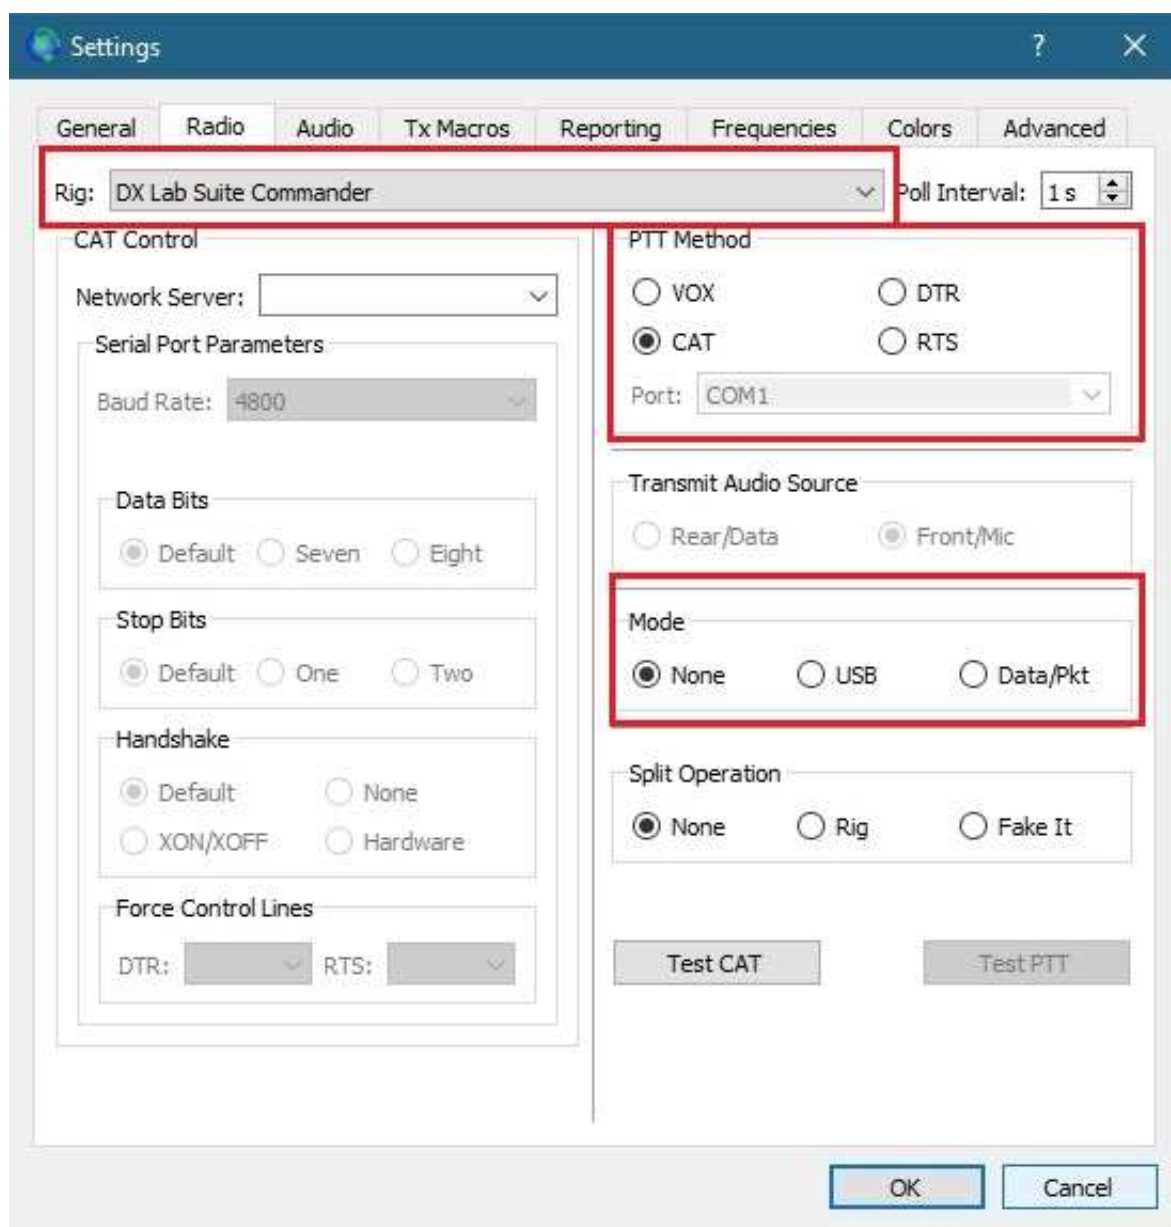 Settings ?
General Radio Audio Tx Macros Reporting Frequencies Colors Advanced
Rig: DX Lab Suite Commander Poll Interval: 1 s
CAT Control
Network Server:
Serial Port Parameters
Baud Rate: 4800
Data Bits
Default Seven Eight
Stop Bits
Default One Two
Handshake
Default None
XON/XOFF Hardware
Force Control Lines
DTR: RTS:
PTT Method
VOX DTR
CAT RTS
Port: COM1
Transmit Audio Source
Rear/Data Front/Mic
Mode
None USB Data/Pkt
Split Operation
None Rig Fake It
Test CAT Test PTT
OK Cancel